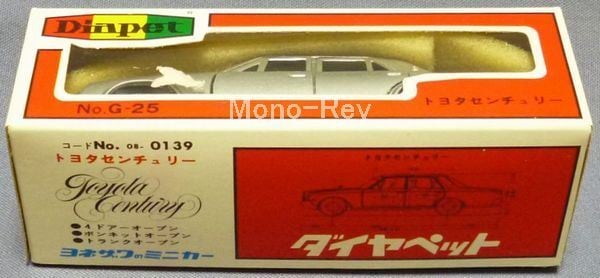 Diapet
No.G-25
トヨタセンチュリー
Mono-Rev
コードNo. 08- 0139
トヨタセンチュリー
Toyota
Century
●4ドアーオープン
●ボンネットオープン
●トランクオープン
ヨネザワのミニカー
トヨタセンチュリー
ダイヤペット